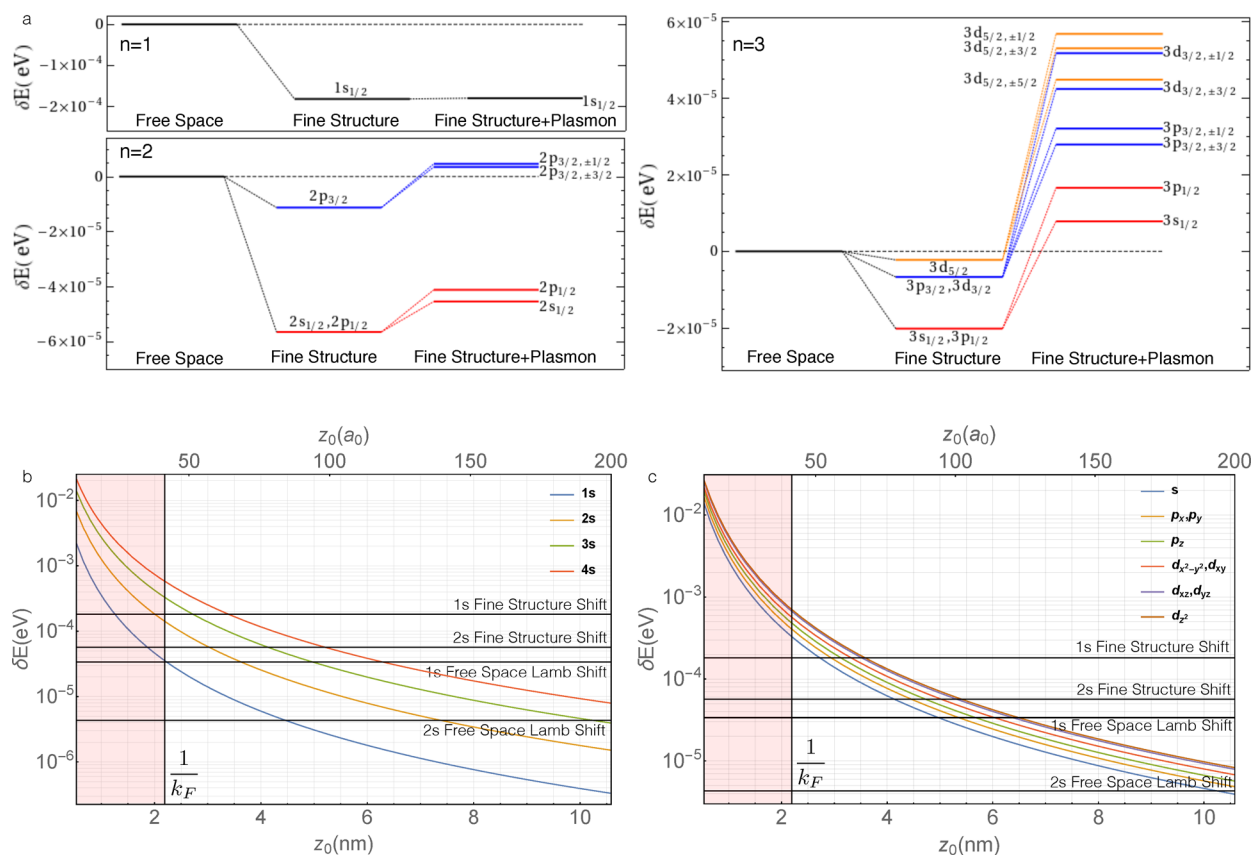 a
n=1
δE(eV)
0
−1×10⁻⁴
−2×10⁻⁴
1s₁/₂
1s₁/₂
Free Space
Fine Structure
Fine Structure+Plasmon
n=2
δE(eV)
0
−2×10⁻⁵
−4×10⁻⁵
−6×10⁻⁵
2p₃/₂
2s₁/₂,2p₁/₂
2p₃/₂,±₁/₂
2p₃/₂,±₃/₂
2p₁/₂
2s₁/₂
Free Space
Fine Structure
Fine Structure+Plasmon
n=3
δE(eV)
6×10⁻⁵
4×10⁻⁵
2×10⁻⁵
0
−2×10⁻⁵
3d₅/₂,±₁/₂
3d₅/₂,±₃/₂
3d₃/₂,±₁/₂
3d₅/₂,±₅/₂
3d₃/₂,±₃/₂
3p₃/₂,±₁/₂
3p₃/₂,±₃/₂
3p₁/₂
3s₁/₂
3d₅/₂
3p₃/₂,3d₃/₂
3s₁/₂,3p₁/₂
Free Space
Fine Structure
Fine Structure+Plasmon
b
z₀(a₀)
50 100 150 200
δE(eV)
10⁻²
10⁻³
10⁻⁴
10⁻⁵
10⁻⁶
1s
2s
3s
4s
1s Fine Structure Shift
2s Fine Structure Shift
1s Free Space Lamb Shift
2s Free Space Lamb Shift
1/k_F
2 4 6 8 10
z₀(nm)
c
z₀(a₀)
50 100 150 200
δE(eV)
10⁻²
10⁻³
10⁻⁴
10⁻⁵
s
pₓ,p_y
p_z
d_x²−y²,d_xy
d_xz,d_yz
d_z²
1s Fine Structure Shift
2s Fine Structure Shift
1s Free Space Lamb Shift
2s Free Space Lamb Shift
1/k_F
2 4 6 8 10
z₀(nm)